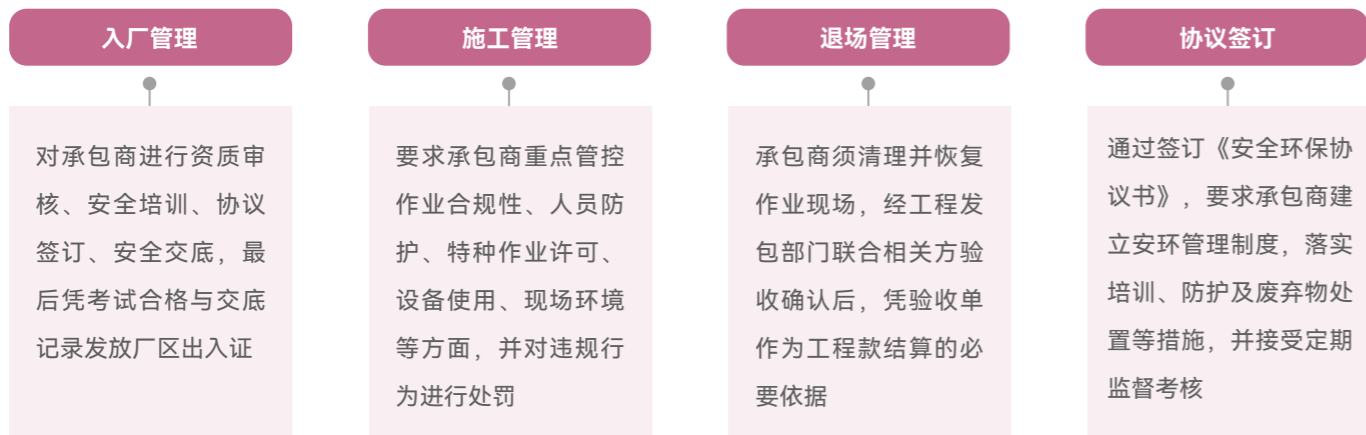 入厂管理
对承包商进行资质审
核、安全培训、协议
签订、安全交底，最
后凭考试合格与交底
记录发放厂区出入证
施工管理
要求承包商重点管控
作业合规性、人员防
护、特种作业许可、
设备使用、现场环境
等方面，并对违规行
为进行处罚
退场管理
承包商须清理并恢复
作业现场，经工程发
包部门联合相关方验
收确认后，凭验收单
作为工程款结算的必
要依据
协议签订
通过签订《安全环保协
议书》，要求承包商建
立安环管理制度，落实
培训、防护及废弃物处
置等措施，并接受定期
监督考核